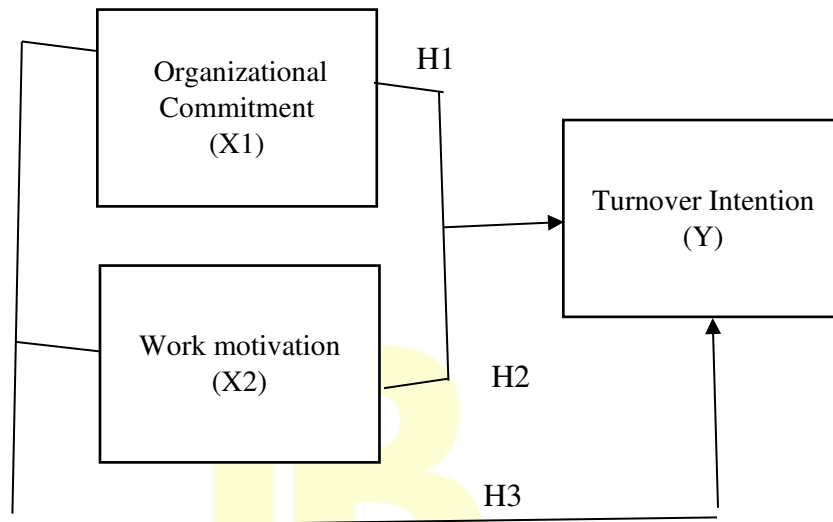 Organizational
Commitment
(X1)
H1
Turnover Intention
(Y)
Work motivation
(X2)
H2
H3